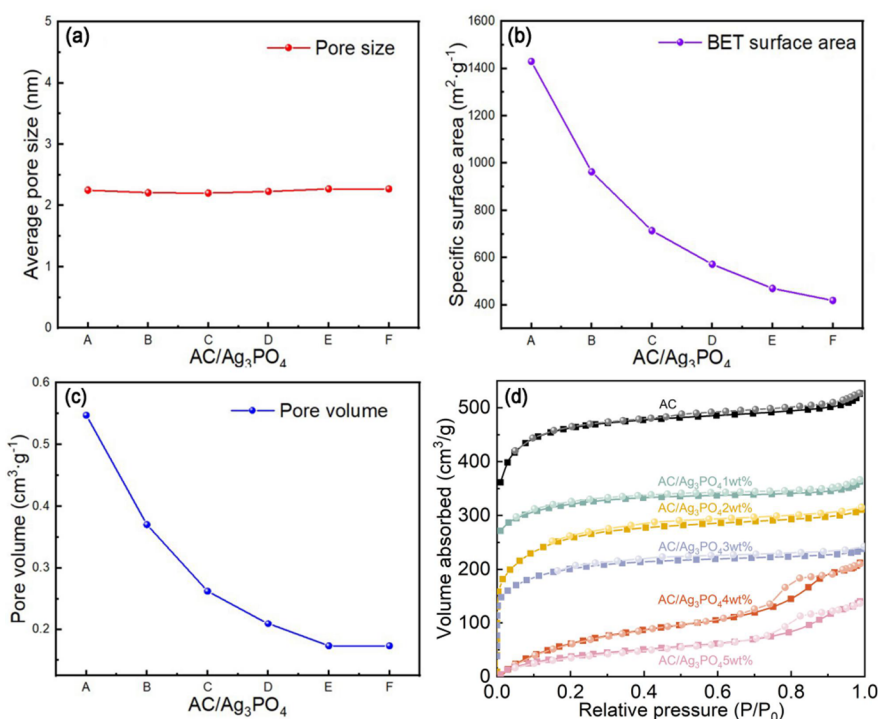 (a)
Pore size
Average pore size (nm)
5
4
3
2
1
0
A B C D E F
AC/Ag₃PO₄
(b)
BET surface area
Specific surface area (m²·g⁻¹)
1600
1400
1200
1000
800
600
400
A B C D E F
AC/Ag₃PO₄
(c)
Pore volume
Pore volume (cm³·g⁻¹)
0.6
0.5
0.4
0.3
0.2
A B C D E F
AC/Ag₃PO₄
(d)
Volume absorbed (cm³/g)
500
400
300
200
100
0
AC
AC/Ag₃PO₄1wt%
AC/Ag₃PO₄2wt%
AC/Ag₃PO₄3wt%
AC/Ag₃PO₄4wt%
AC/Ag₃PO₄5wt%
0.0 0.2 0.4 0.6 0.8 1.0
Relative pressure (P/P₀)